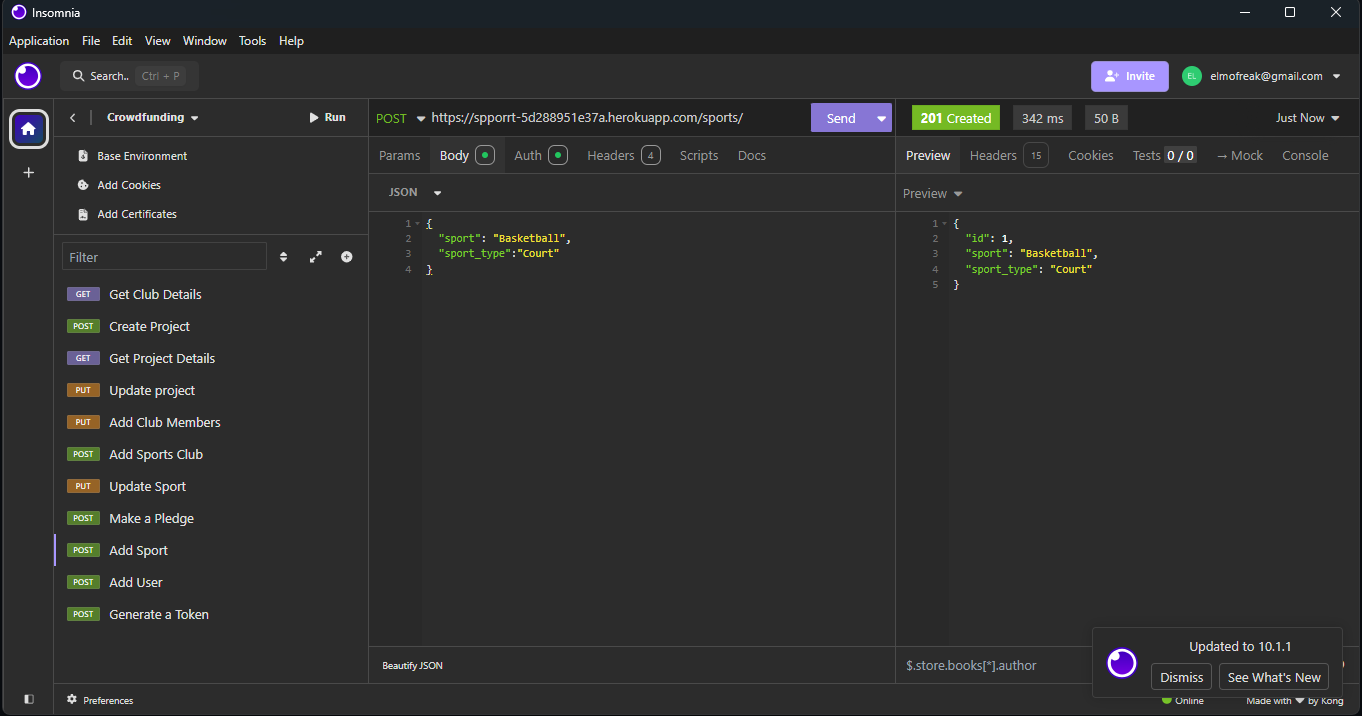 Insomnia
Application File Edit View Window Tools Help
Search.. Ctrl + P
Invite
EL
elmofreak@gmail.com
Crowdfunding
Run
Base Environment
Add Cookies
Add Certificates
Filter
GET Get Club Details
POST Create Project
GET Get Project Details
PUT Update project
PUT Add Club Members
POST Add Sports Club
PUT Update Sport
POST Make a Pledge
POST Add Sport
POST Add User
POST Generate a Token
Preferences
POST https://spporrt-5d288951e37a.herokuapp.com/sports/ Send
Params Body Auth Headers 4 Scripts Docs
JSON
1 {
2 "sport": "Basketball",
3 "sport_type":"Court"
4 }
Beautify JSON
201 Created 342 ms 50 B Just Now
Preview Headers 15 Cookies Tests 0 / 0 → Mock Console
Preview
1 {
2 "id": 1,
3 "sport": "Basketball",
4 "sport_type": "Court"
5 }
$.store.books[*].author
Updated to 10.1.1
Dismiss See What's New
Online Made with ♥ by Kong